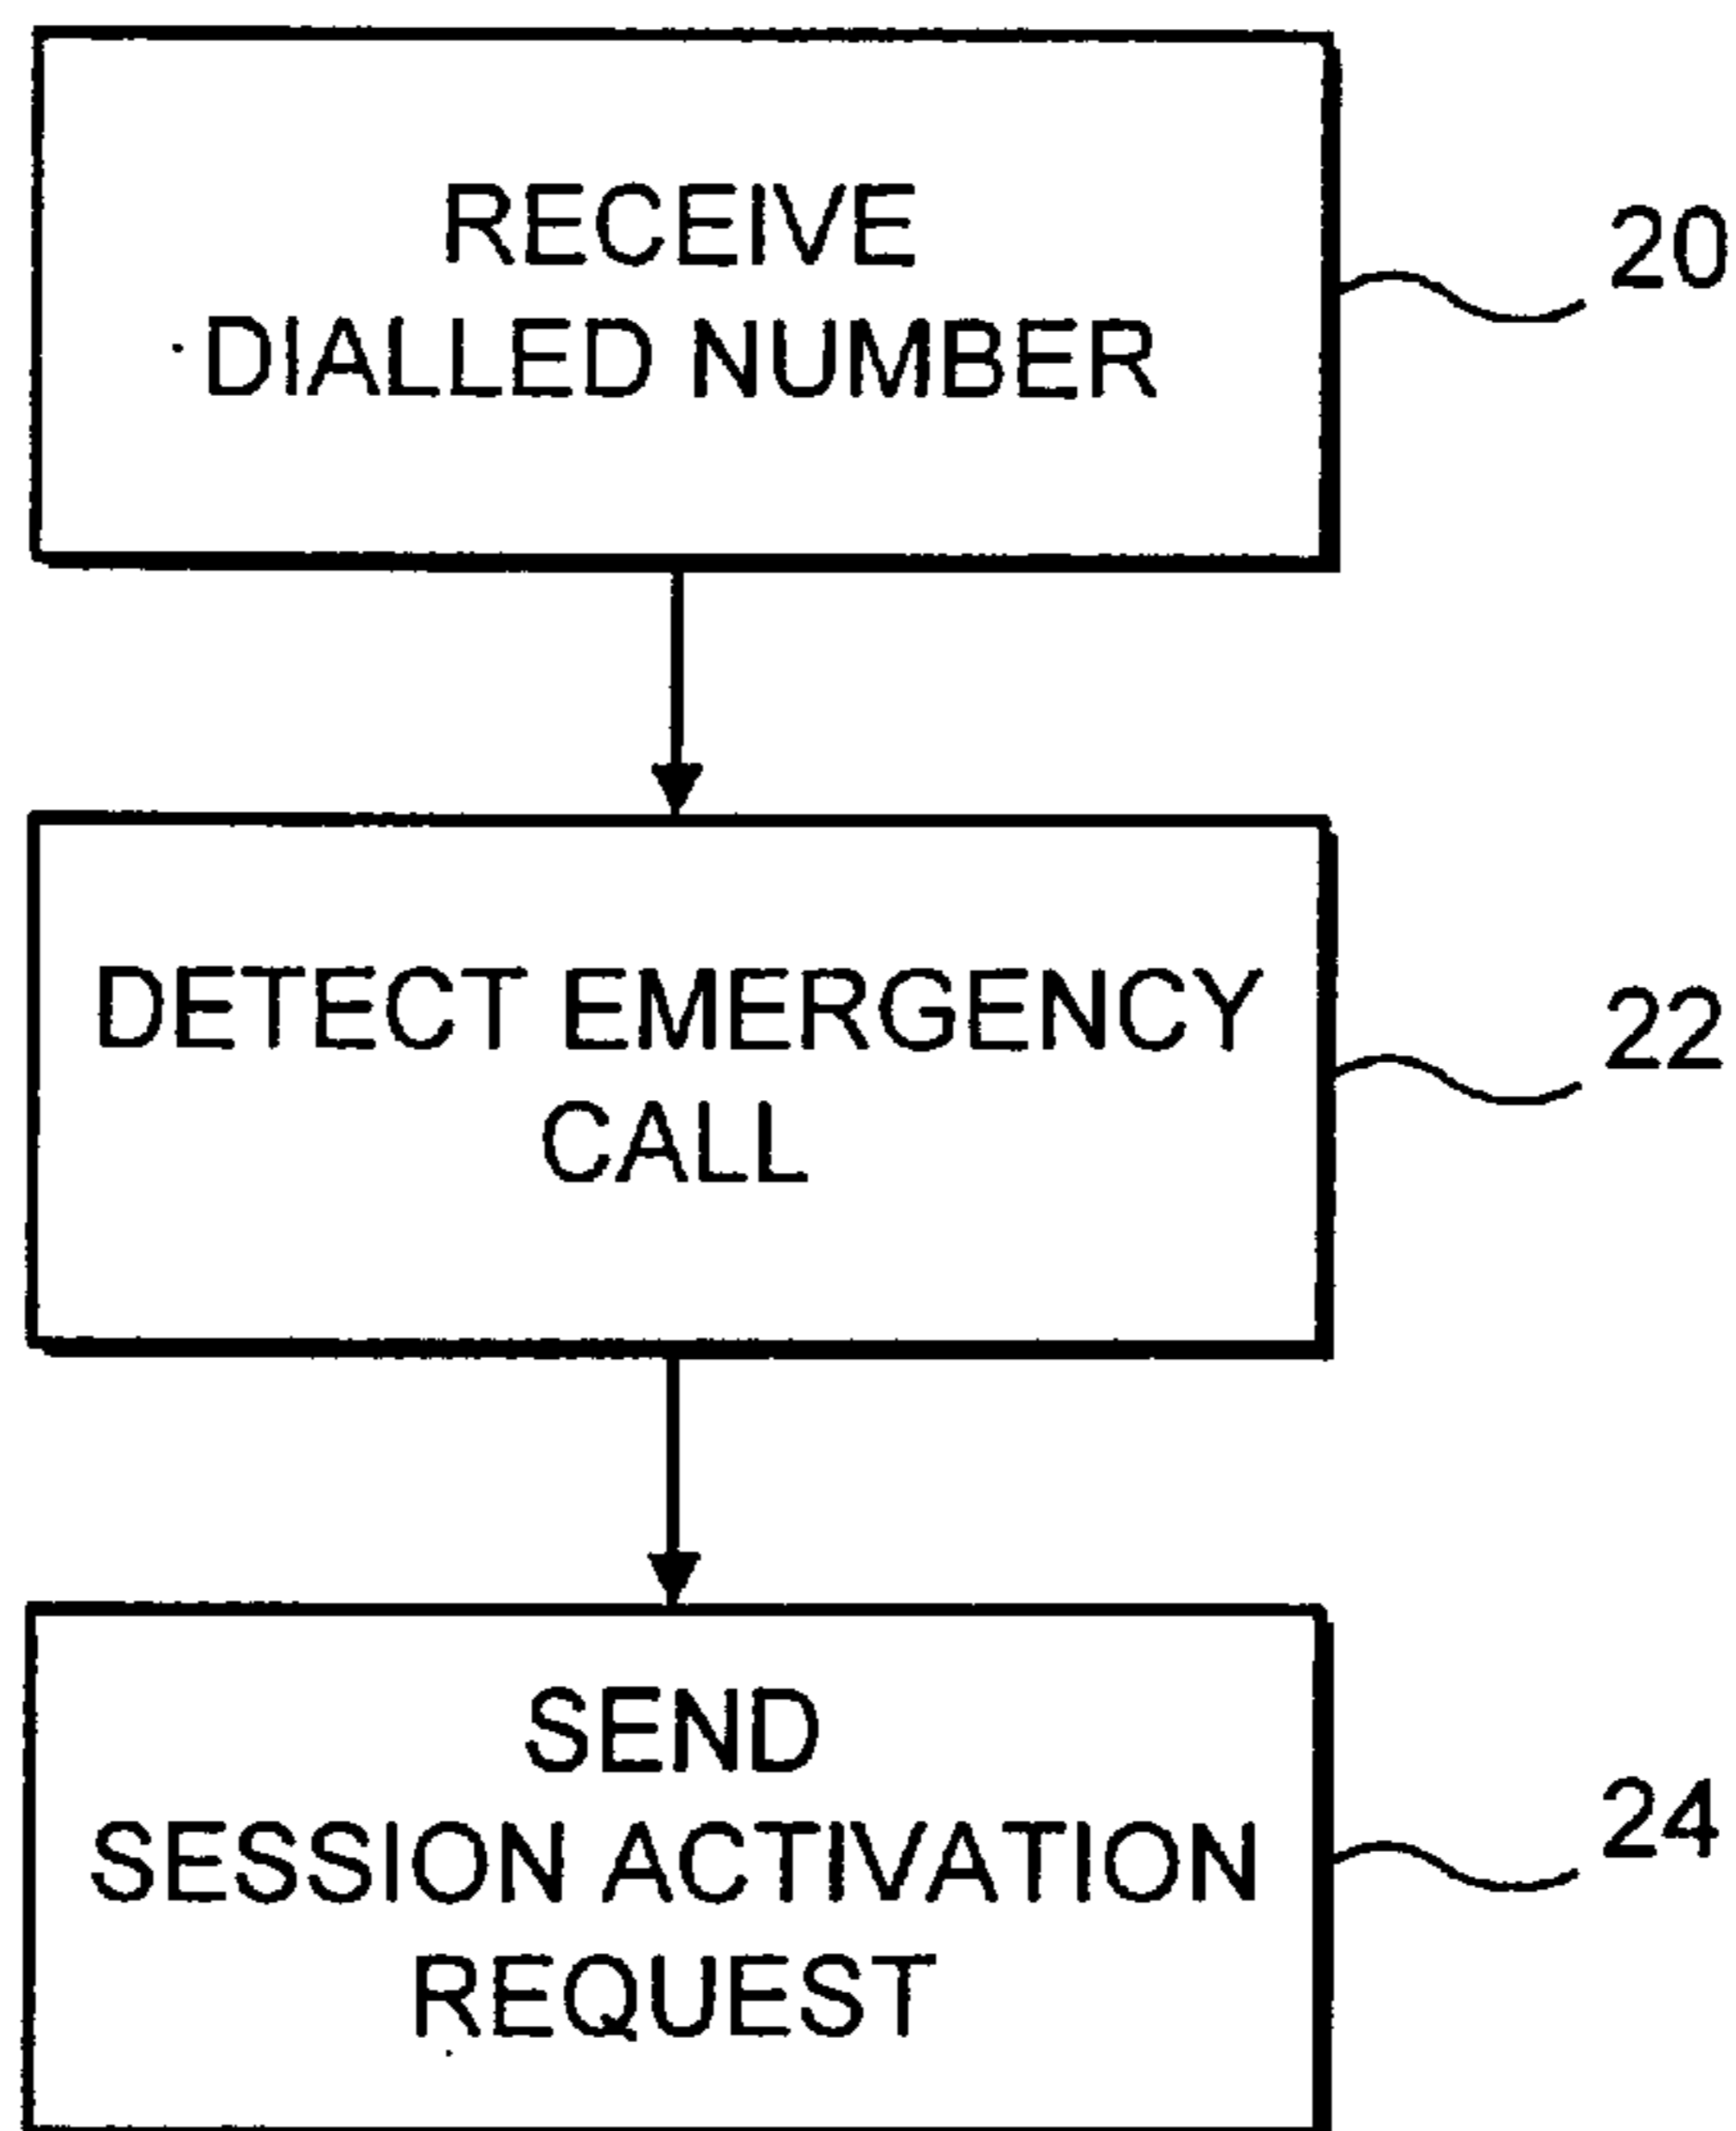 RECEIVE
DIALLED NUMBER
20
DETECT EMERGENCY
CALL
22
SEND
SESSION ACTIVATION
REQUEST
24